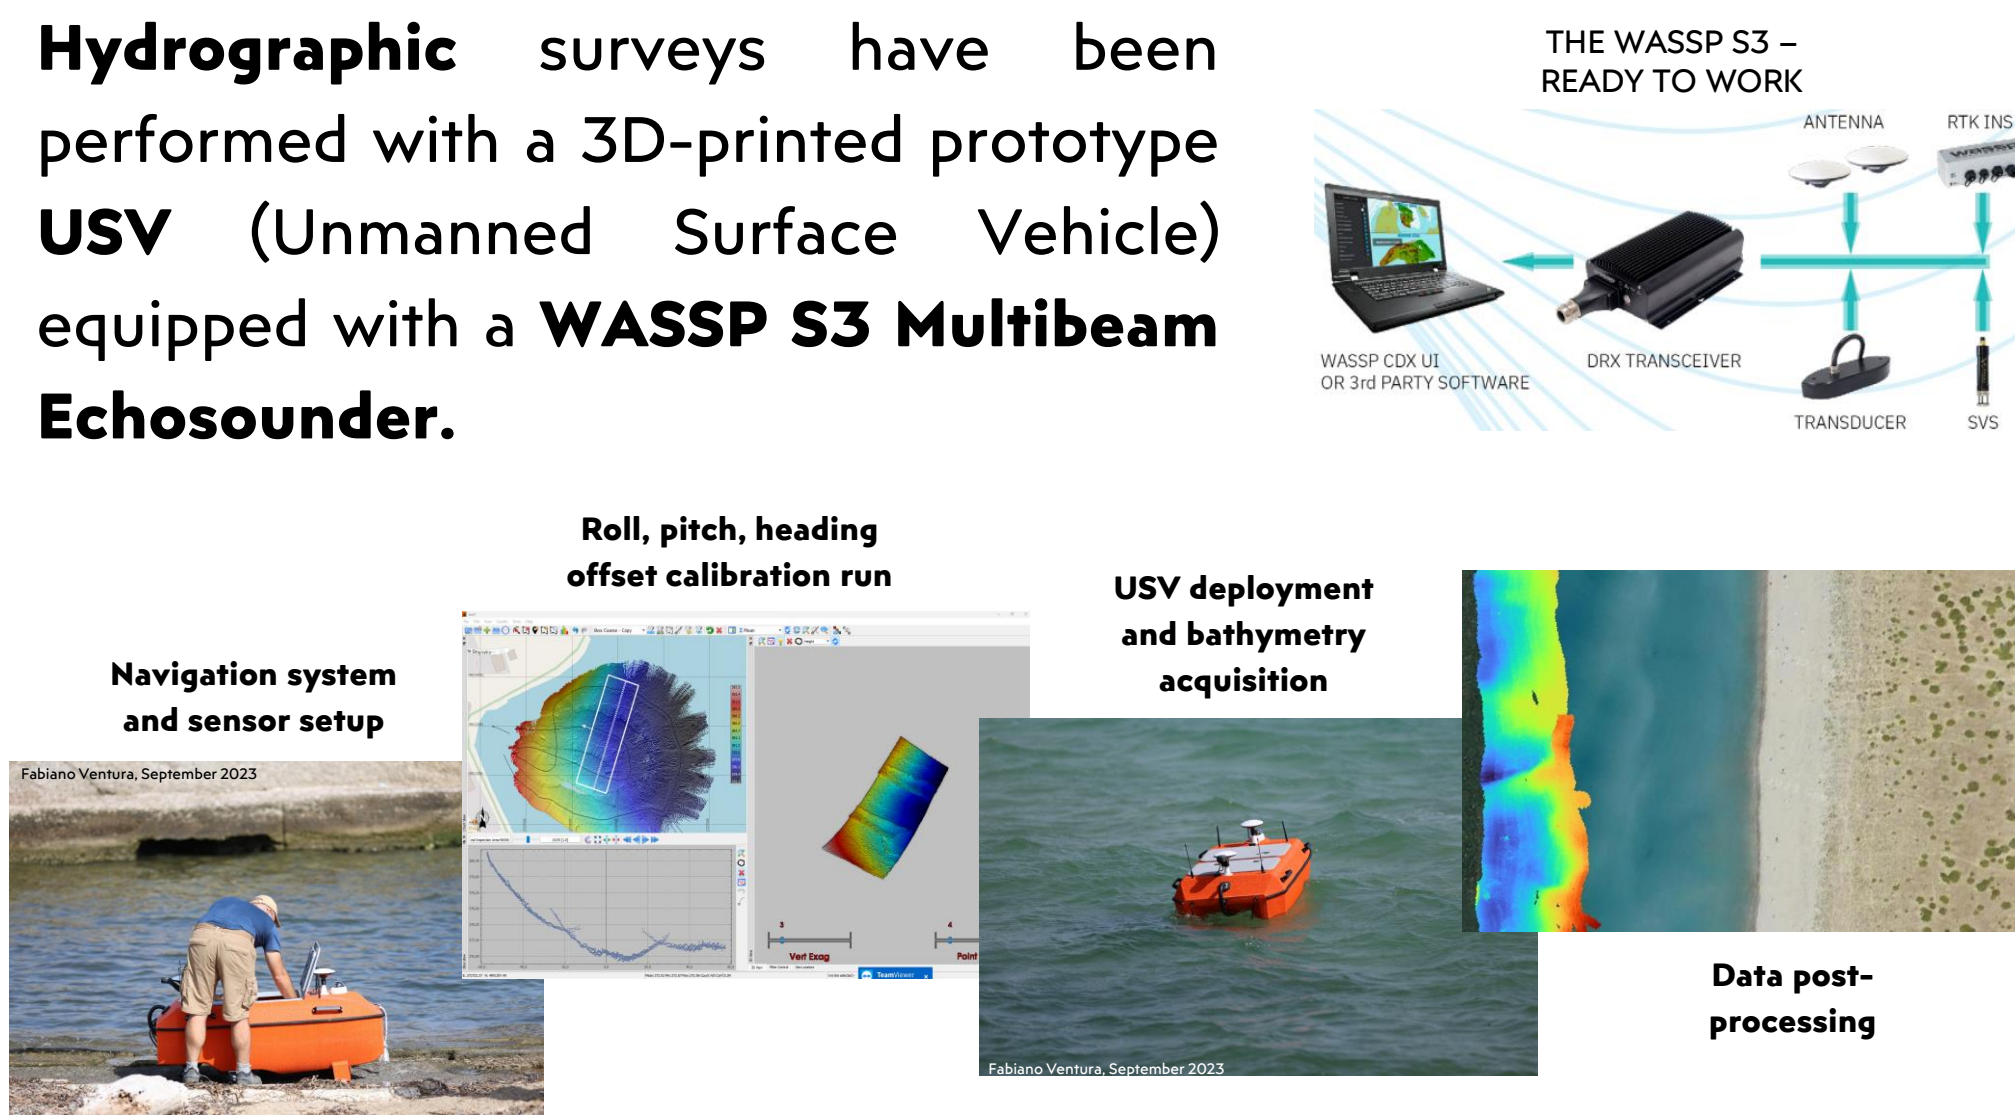 Hydrographic surveys have been
performed with a 3D-printed prototype
USV (Unmanned Surface Vehicle)
equipped with a WASSP S3 Multibeam
Echosounder.
THE WASSP S3 –
READY TO WORK
ANTENNA
RTK INS
WASSP CDX UI
OR 3rd PARTY SOFTWARE
DRX TRANSCEIVER
TRANSDUCER
SVS
Roll, pitch, heading
offset calibration run
USV deployment
and bathymetry
acquisition
Navigation system
and sensor setup
Fabiano Ventura, September 2023
3
Vert Exag
4
Point
TeamViewer
Fabiano Ventura, September 2023
Data post-
processing